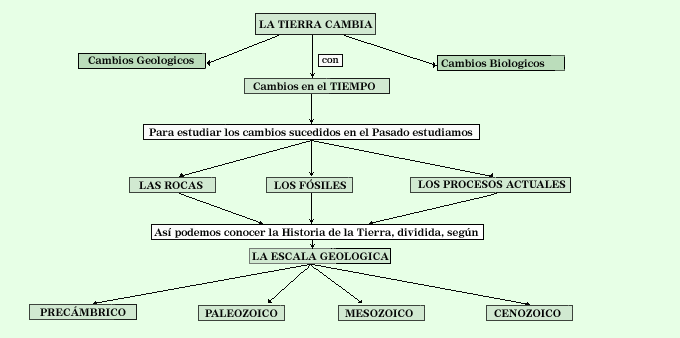 LA TIERRA CAMBIA
Cambios Geologicos
con
Cambios Biologicos
Cambios en el TIEMPO
Para estudiar los cambios sucedidos en el Pasado estudiamos
LAS ROCAS
LOS FÓSILES
LOS PROCESOS ACTUALES
Así podemos conocer la Historia de la Tierra, dividida, según
LA ESCALA GEOLOGICA
PRECÁMBRICO
PALEOZOICO
MESOZOICO
CENOZOICO